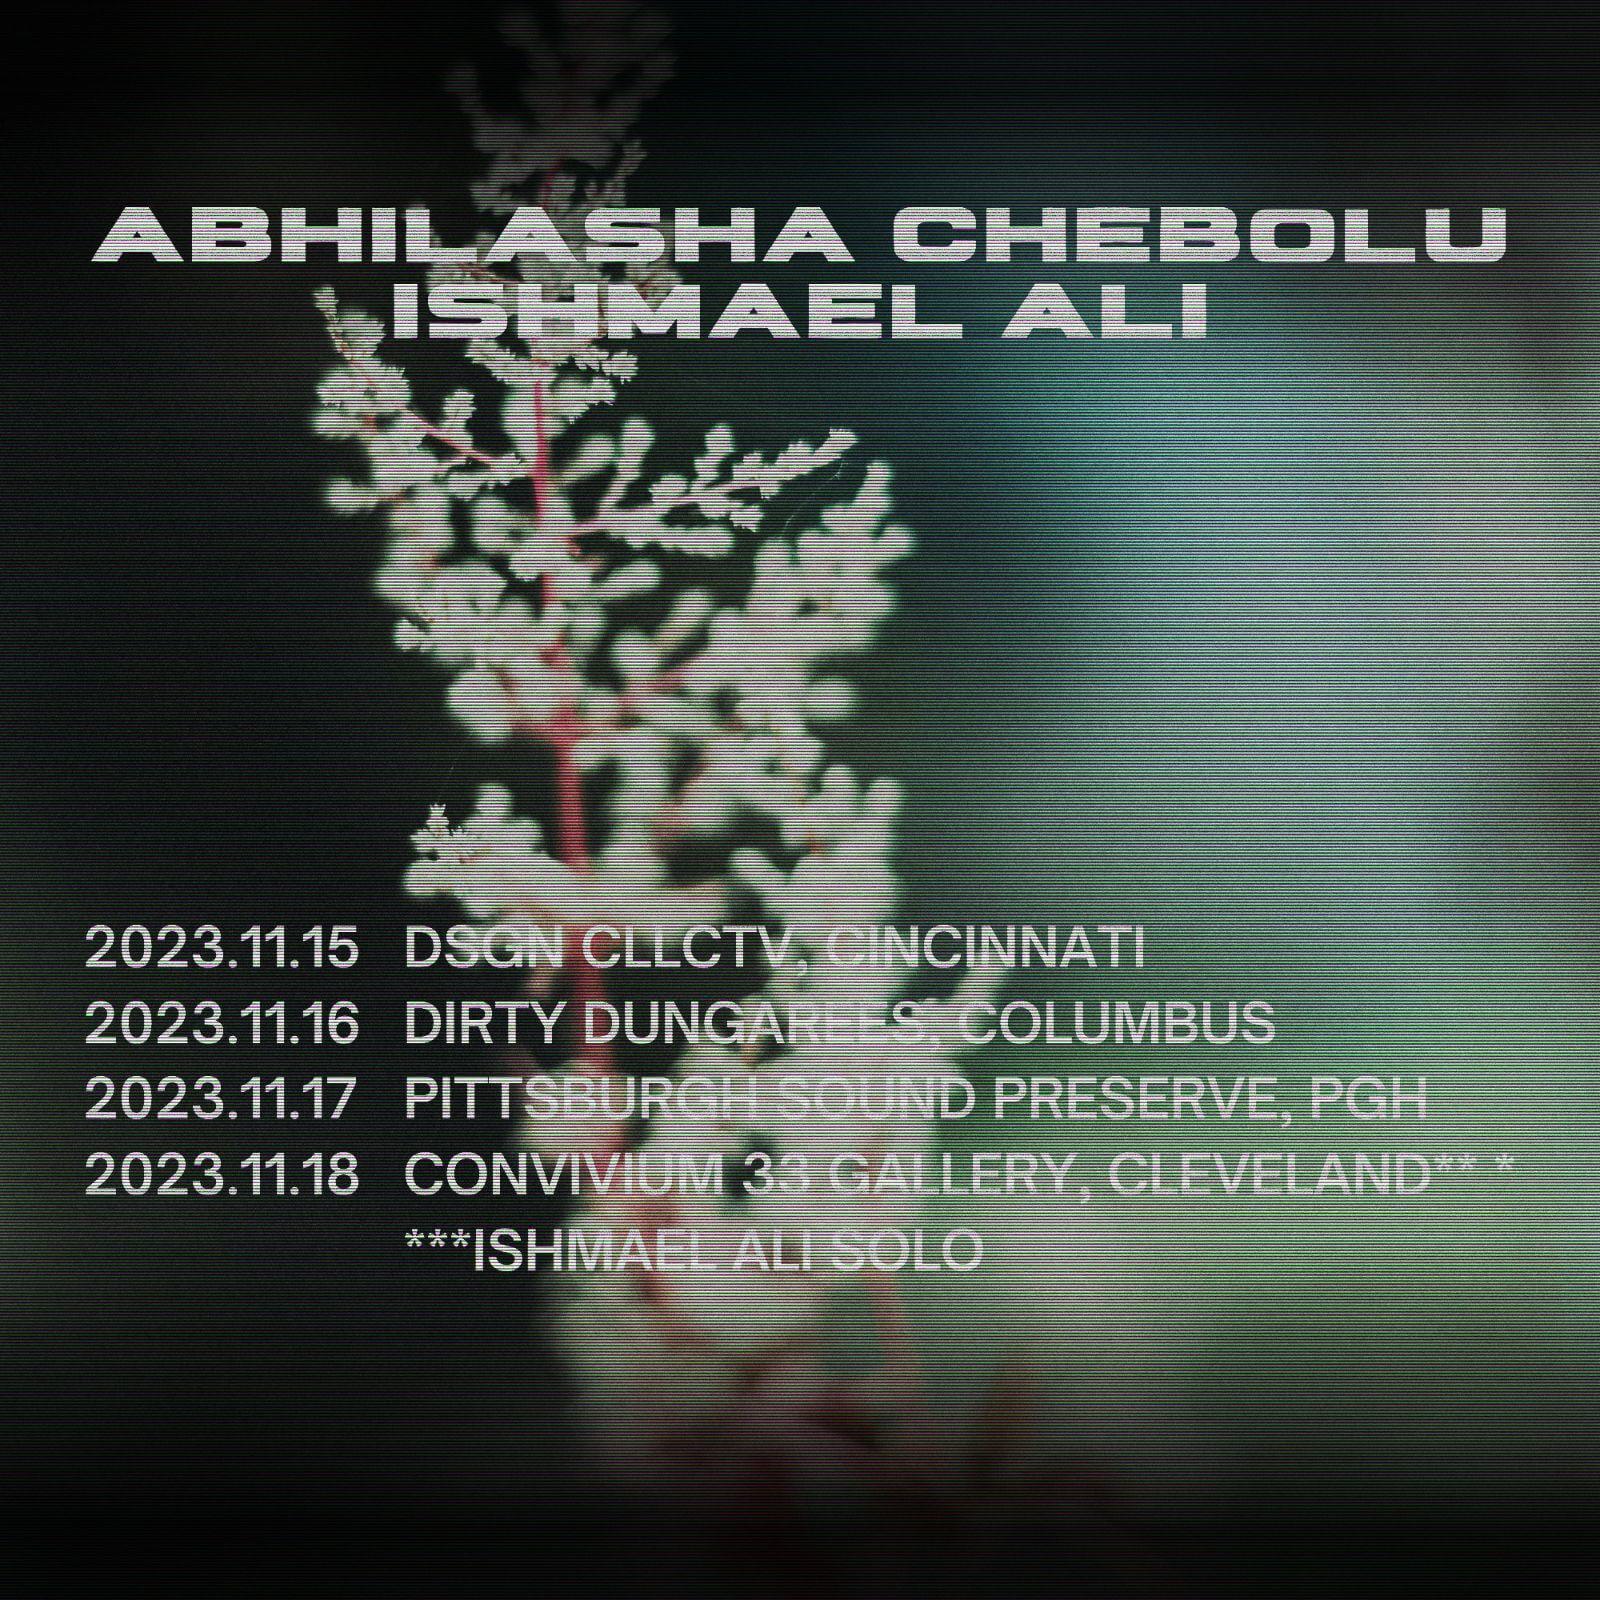 ABHILASHA CHEBOLU
ISHMAEL ALI
2023.11.15 DSGN CLLCTV, CINCINNATI
2023.11.16 DIRTY DUNGAREES, COLUMBUS
2023.11.17 PITTSBURGH SOUND PRESERVE, PGH
2023.11.18 CONVIVIUM 33 GALLERY, CLEVELAND** *
***ISHMAEL ALI SOLO